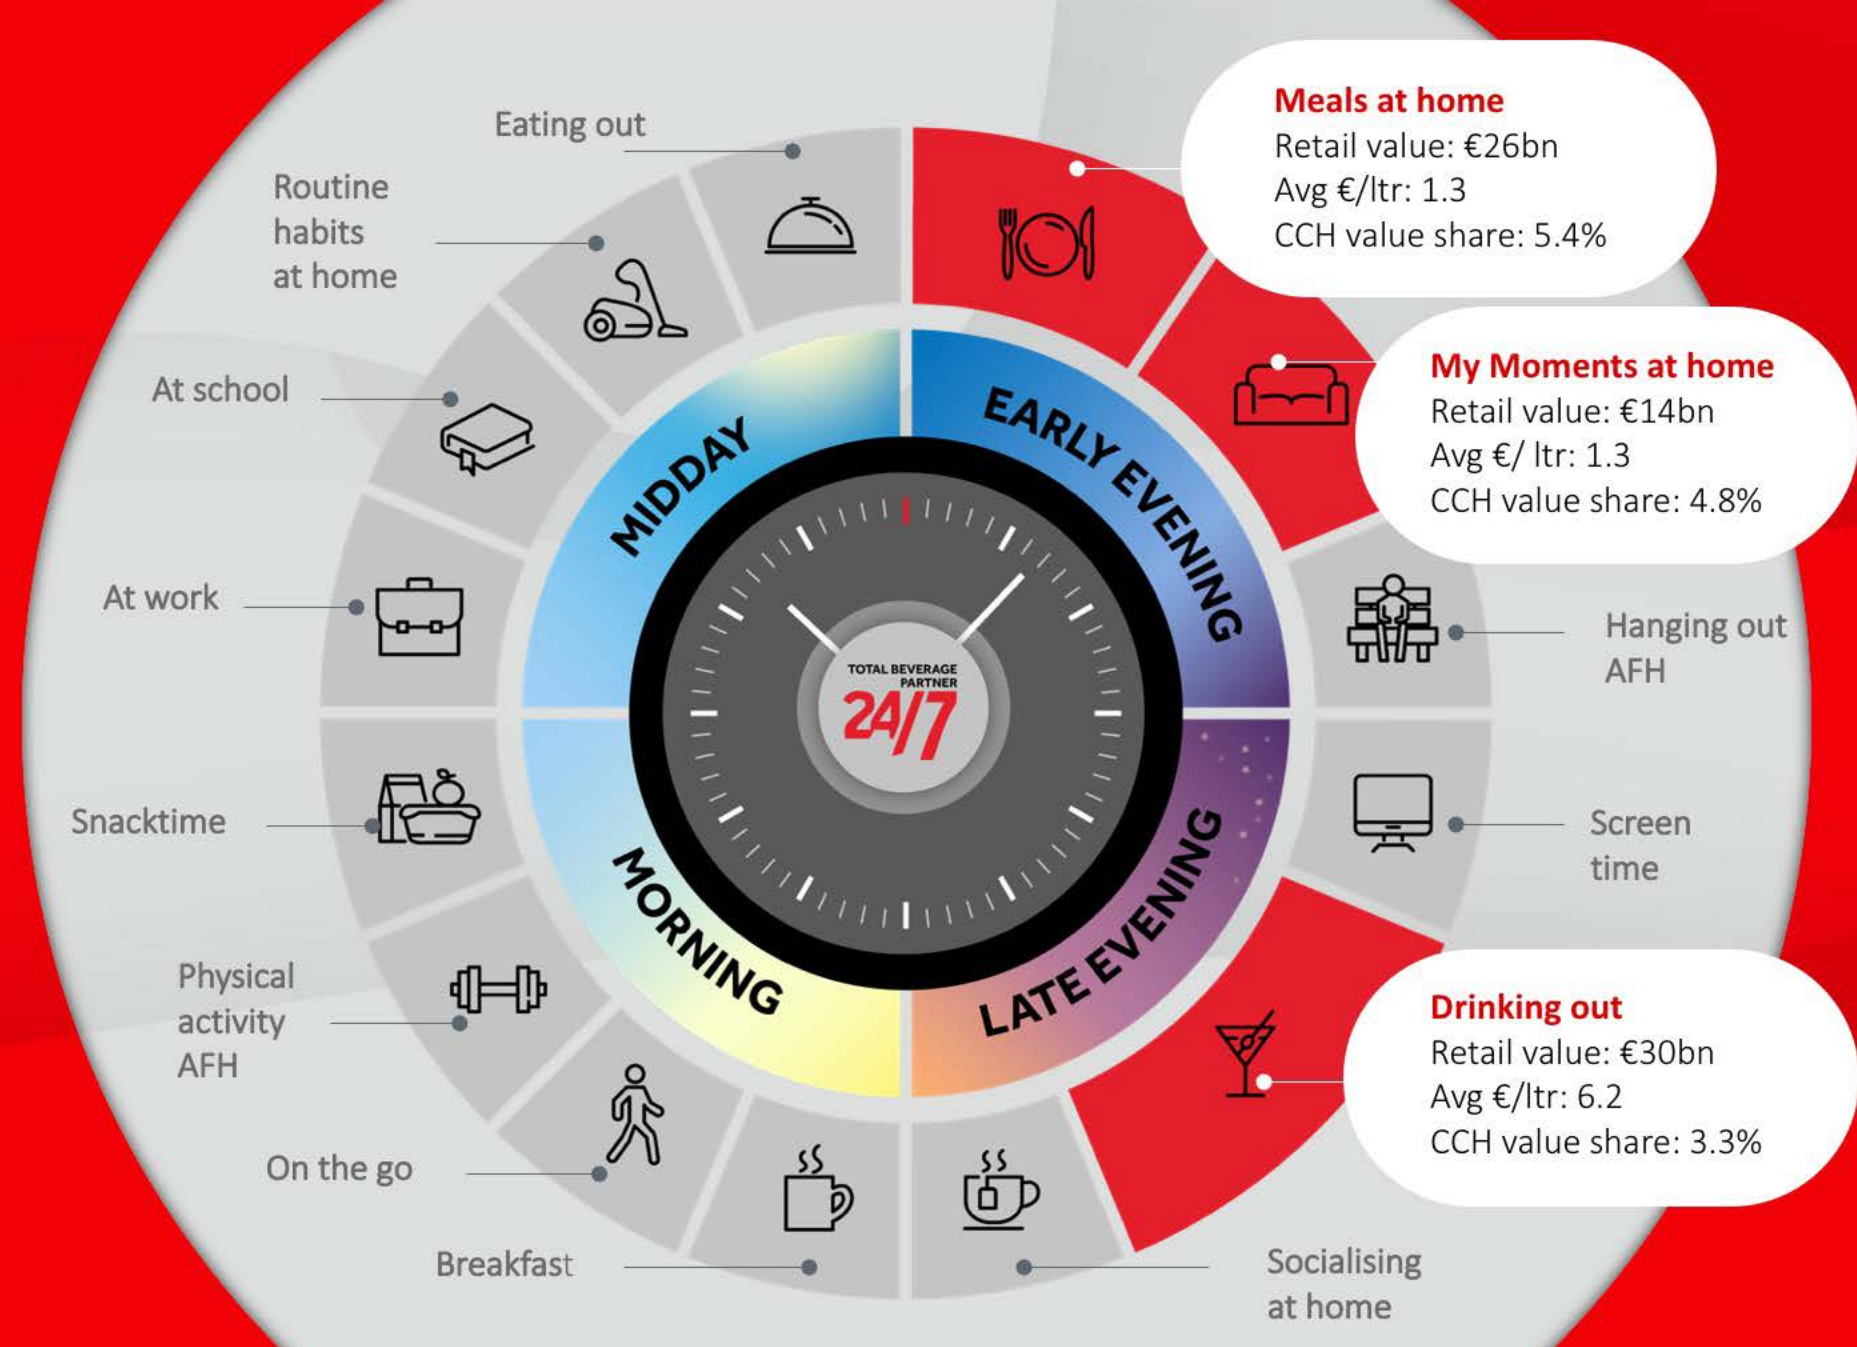 Meals at home
Retail value: €26bn
Avg €/ltr: 1.3
CCH value share: 5.4%
My Moments at home
Retail value: €14bn
Avg €/ ltr: 1.3
CCH value share: 4.8%
Hanging out
AFH
Screen
time
Drinking out
Retail value: €30bn
Avg €/ltr: 6.2
CCH value share: 3.3%
Socialising
at home
Breakfast
On the go
Physical
activity
AFH
Snacktime
At work
At school
Routine
habits
at home
Eating out
MIDDAY
EARLY EVENING
LATE EVENING
MORNING
TOTAL BEVERAGE
PARTNER
24/7